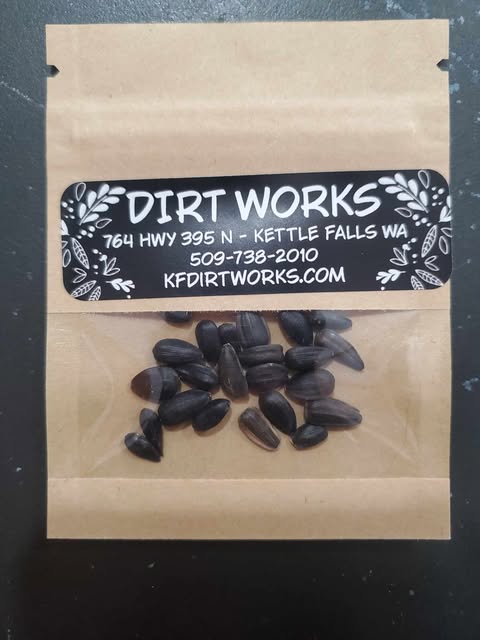 DIRT WORKS
764 HWY 395 N - KETTLE FALLS WA
509-738-2010
KFDIRTWORKS.COM